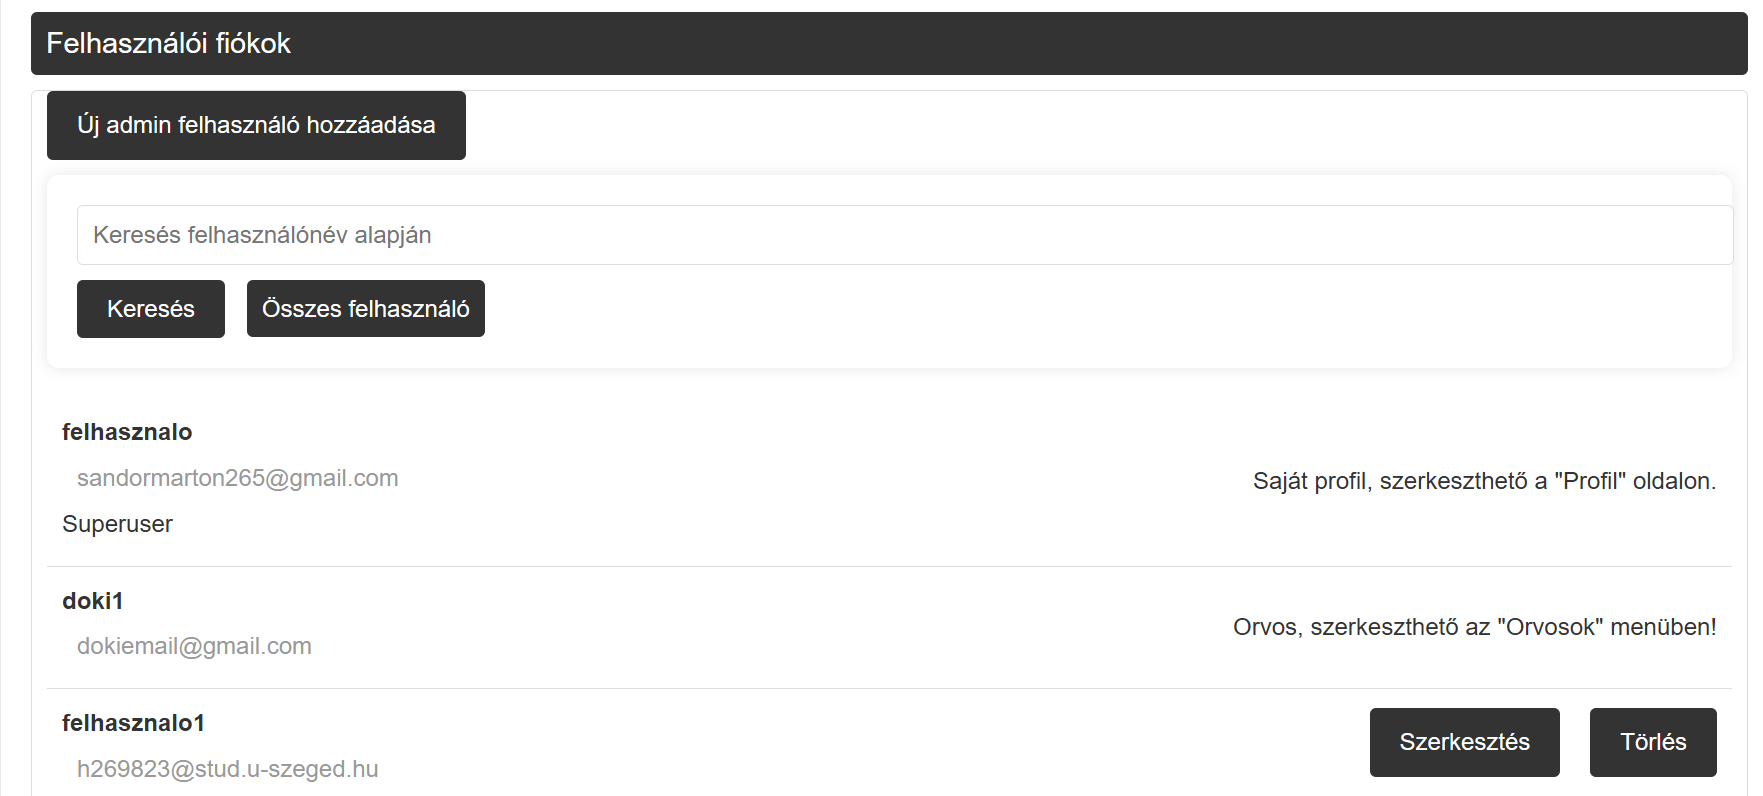 Felhasználói fiókok
Új admin felhasználó hozzáadása
Keresés felhasználónév alapján
Keresés
Összes felhasználó
felhasznalo
sandormarton265@gmail.com
Saját profil, szerkeszthető a "Profil" oldalon.
Superuser
doki1
dokiemail@gmail.com
Orvos, szerkeszthető az "Orvosok" menüben!
felhasznalo1
h269823@stud.u-szeged.hu
Szerkesztés
Törlés